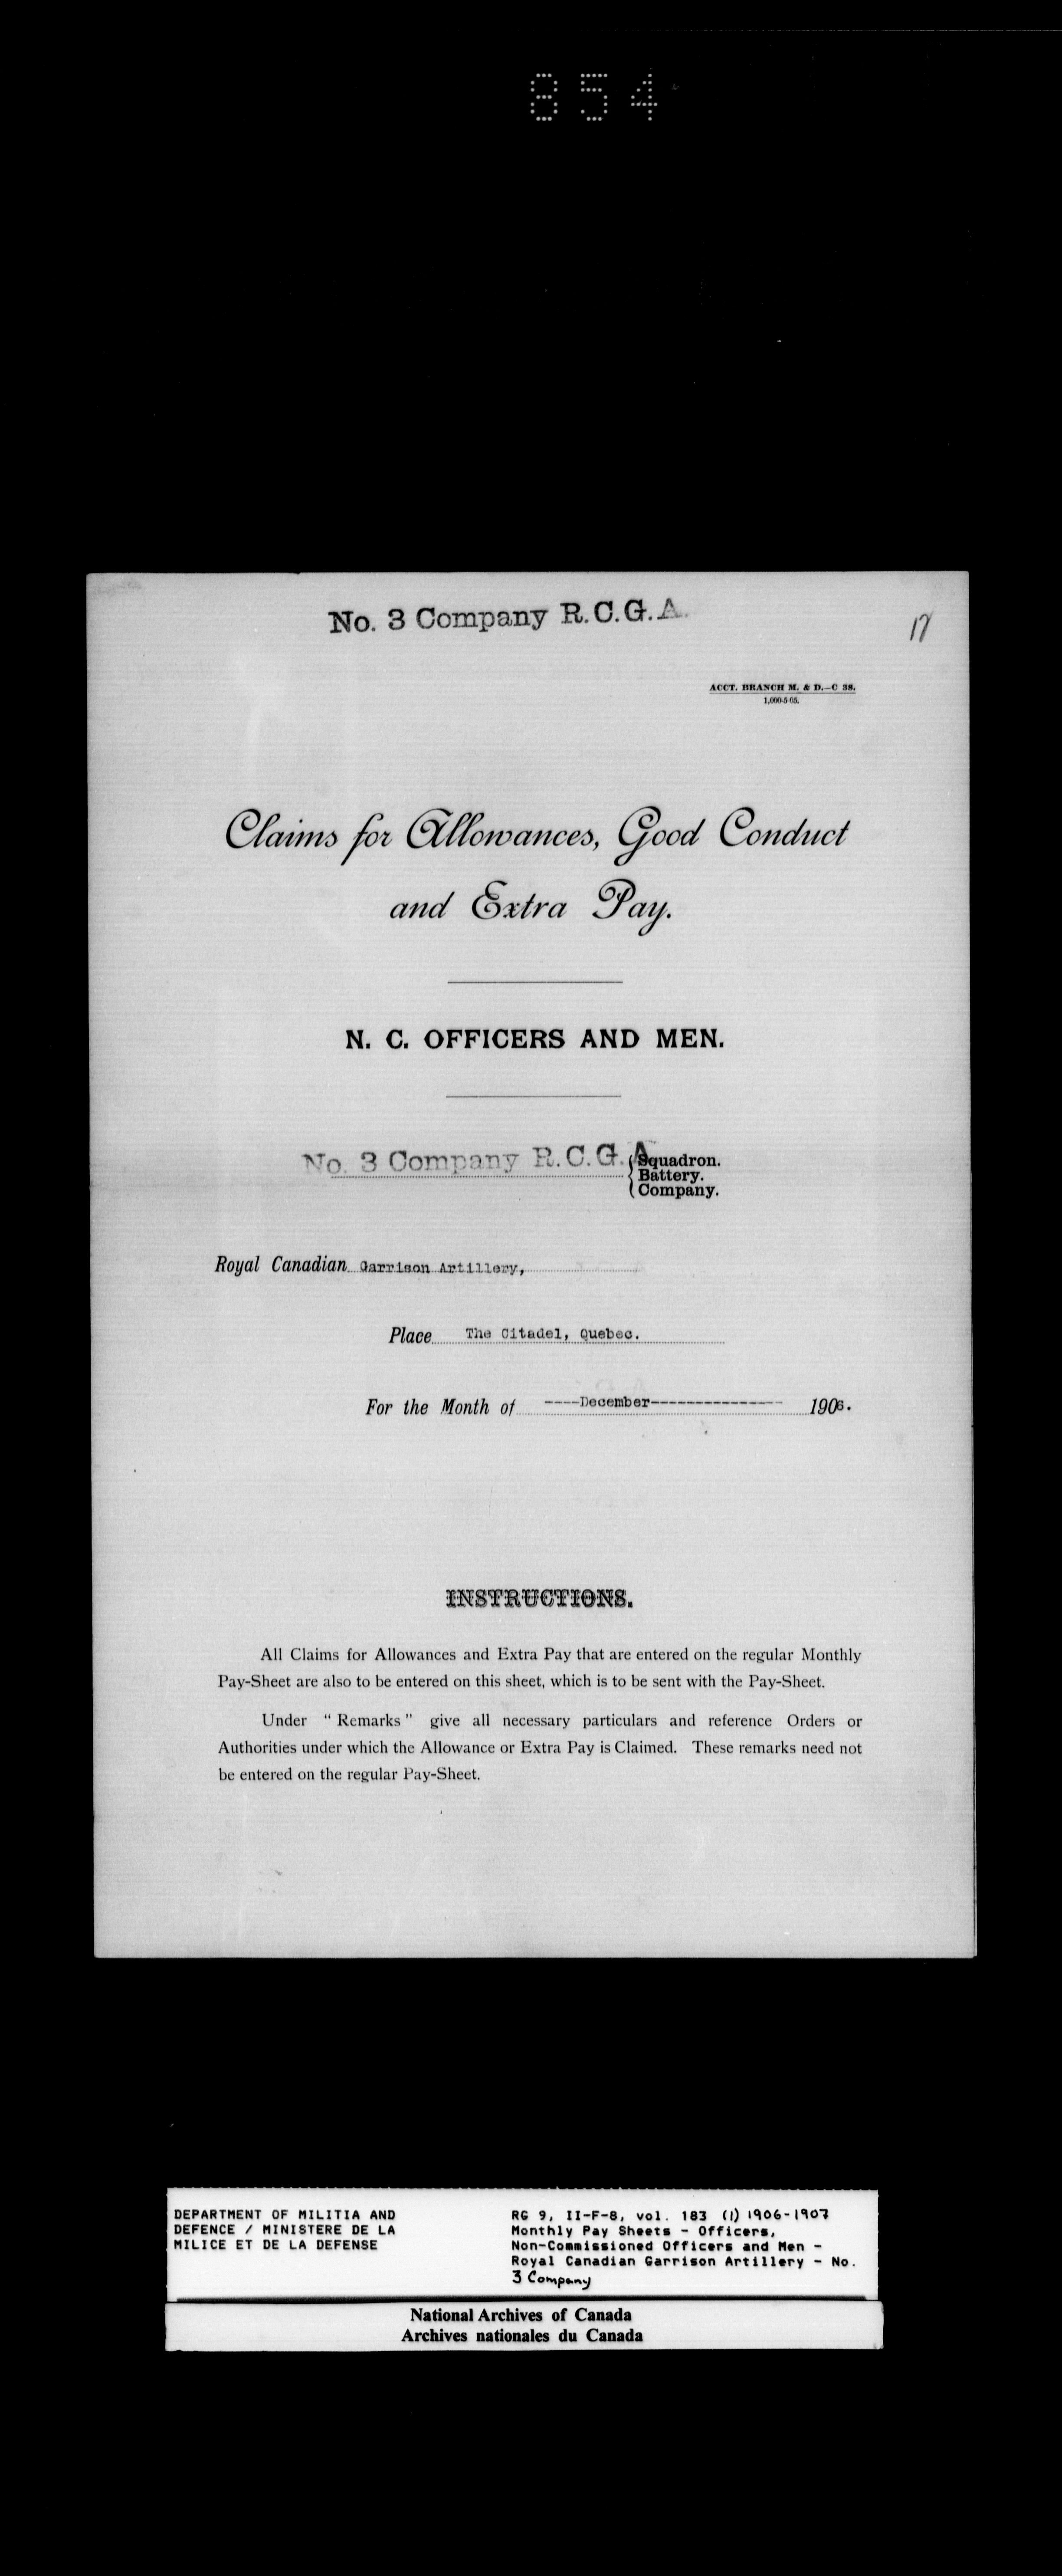 854
No. 3 Company R.C.G.A.
17
ACCT. BRANCH M. & D.—C 38.
1,000-5-05.
Claims for Allowances, Good Conduct
and Extra Pay.
N. C. OFFICERS AND MEN.
No. 3 Company R.C.G.A
Squadron.
Battery.
Company.
Royal Canadian Garrison Artillery,
Place The Citadel, Quebec.
For the Month of ----December--------------- 1906.
INSTRUCTIONS.
All Claims for Allowances and Extra Pay that are entered on the regular Monthly
Pay-Sheet are also to be entered on this sheet, which is to be sent with the Pay-Sheet.
Under "Remarks" give all necessary particulars and reference Orders or
Authorities under which the Allowance or Extra Pay is Claimed. These remarks need not
be entered on the regular Pay-Sheet.
DEPARTMENT OF MILITIA AND
DEFENCE / MINISTERE DE LA
MILICE ET DE LA DEFENSE
RG 9, II-F-8, vol. 183 (1) 1906-1907
Monthly Pay Sheets - Officers,
Non-Commissioned Officers and Men -
Royal Canadian Garrison Artillery - No.
3 Company
National Archives of Canada
Archives nationales du Canada